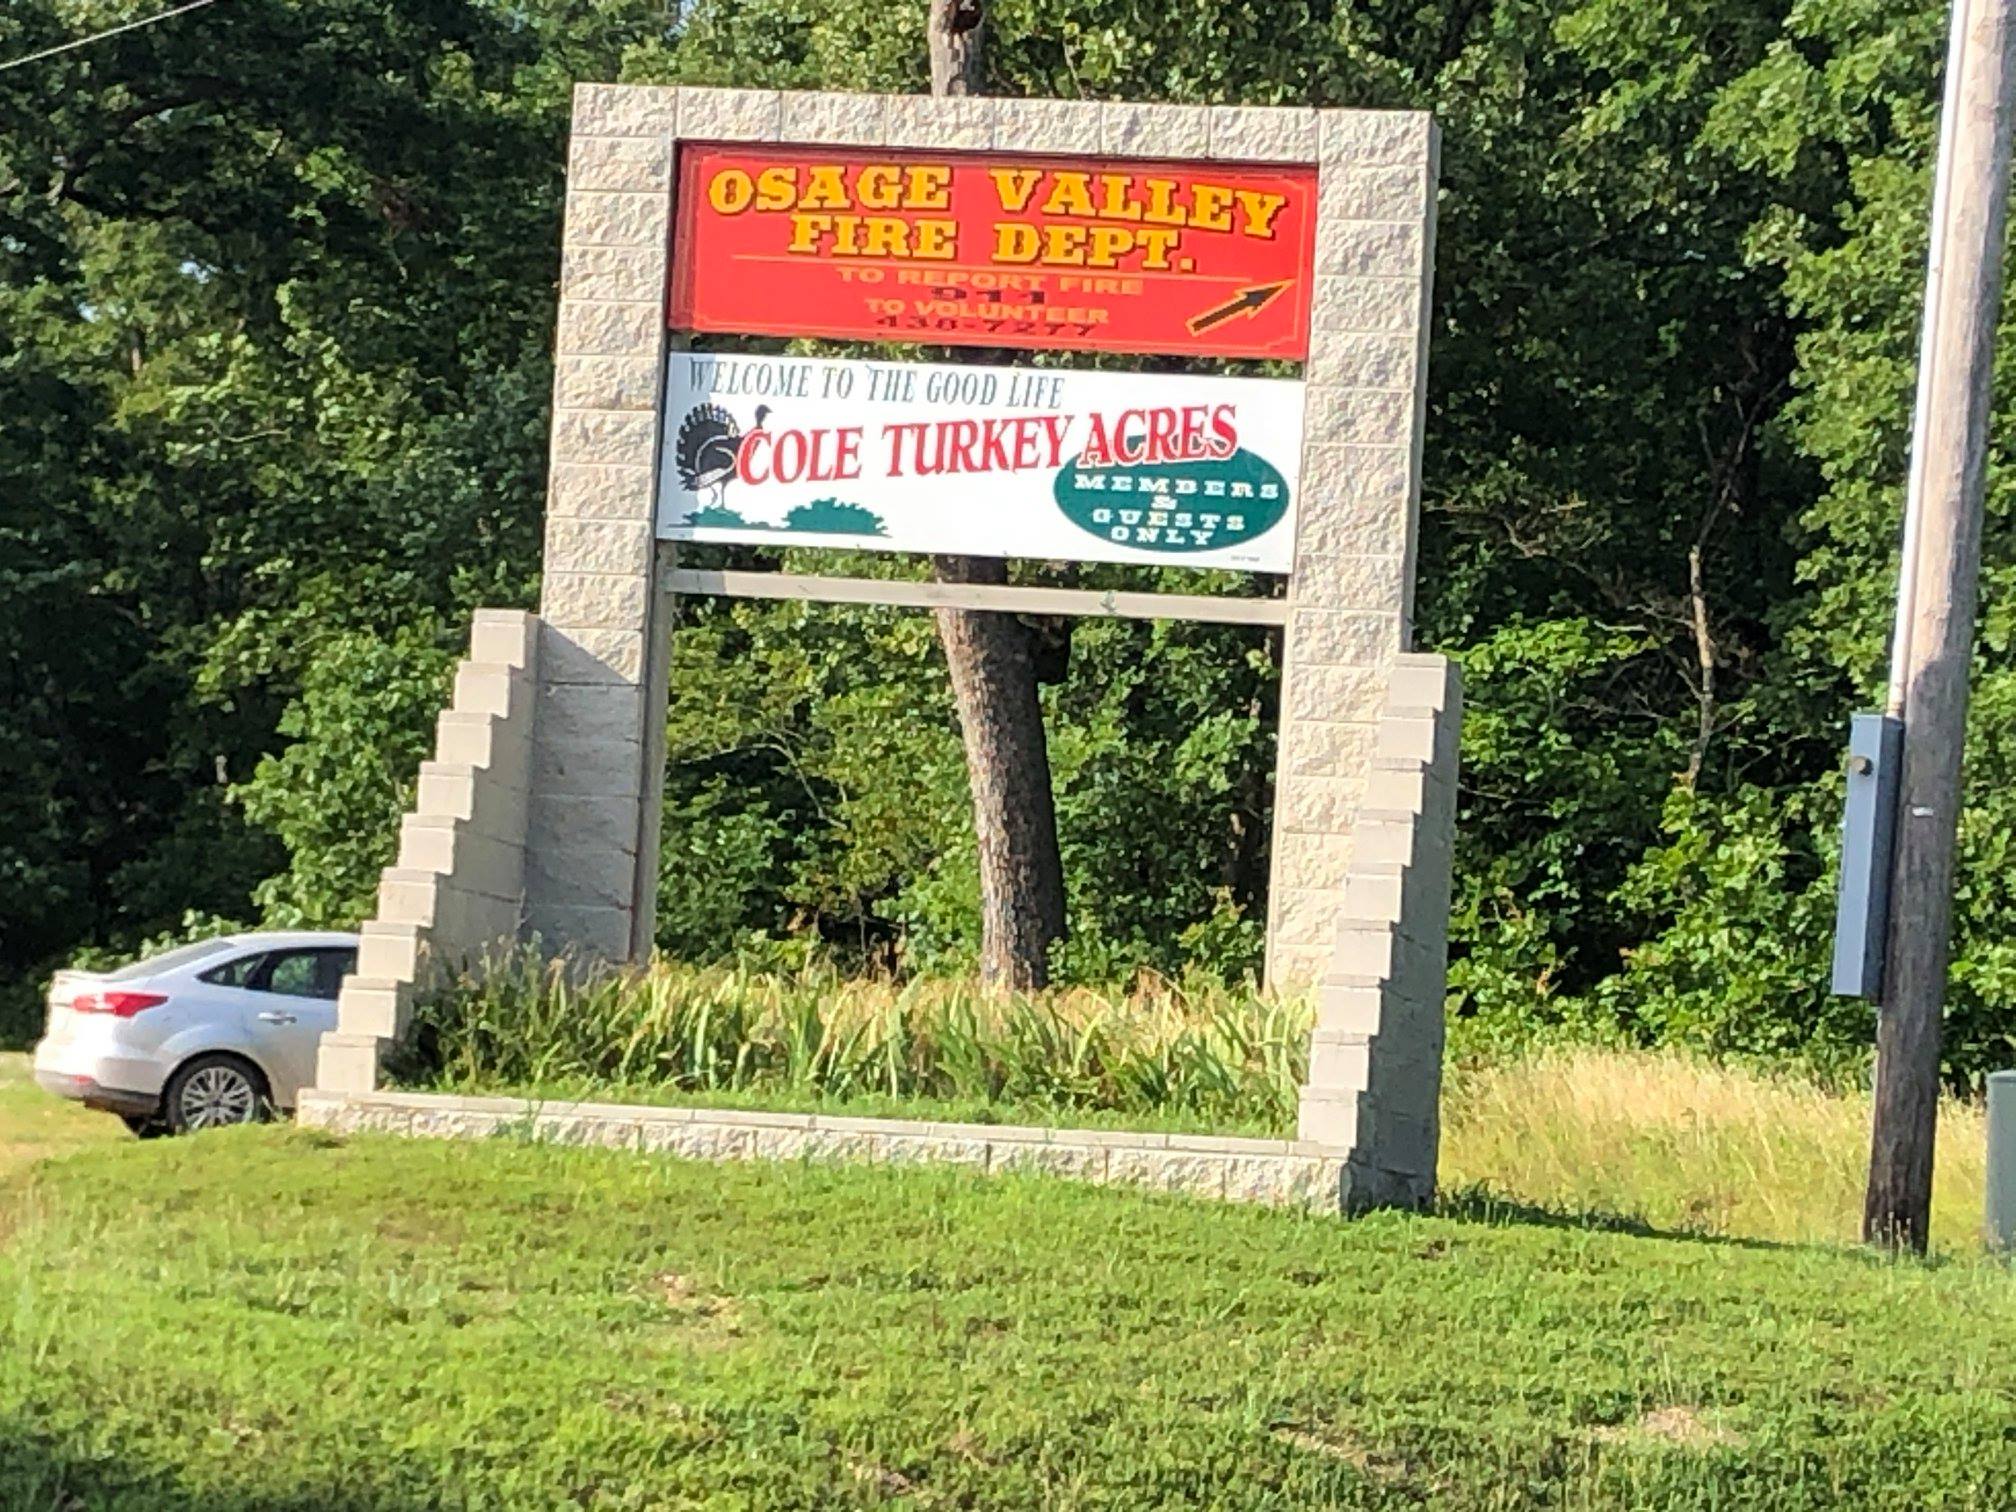 OSAGE VALLEY
FIRE DEPT.
TO REPORT FIRE
911
TO VOLUNTEER
438-7277
WELCOME TO THE GOOD LIFE
COLE TURKEY ACRES
MEMBERS
&
GUESTS
ONLY